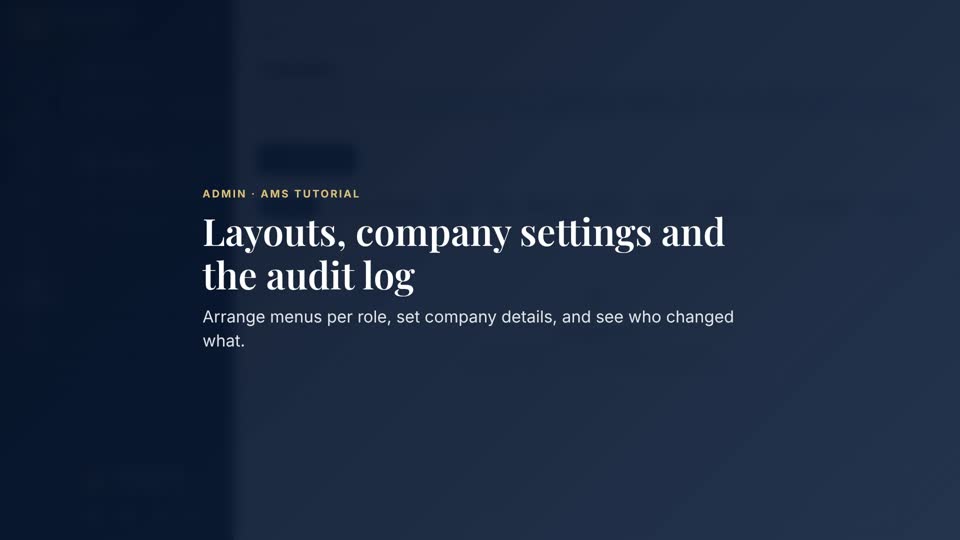 ADMIN · AMS TUTORIAL
Layouts, company settings and
the audit log
Arrange menus per role, set company details, and see who changed
what.